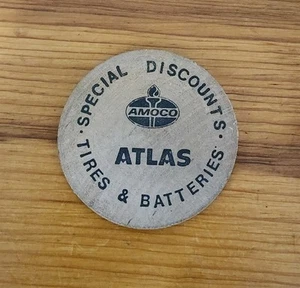 · SPECIAL DISCOUNTS ·
AMOCO
ATLAS
TIRES & BATTERIES